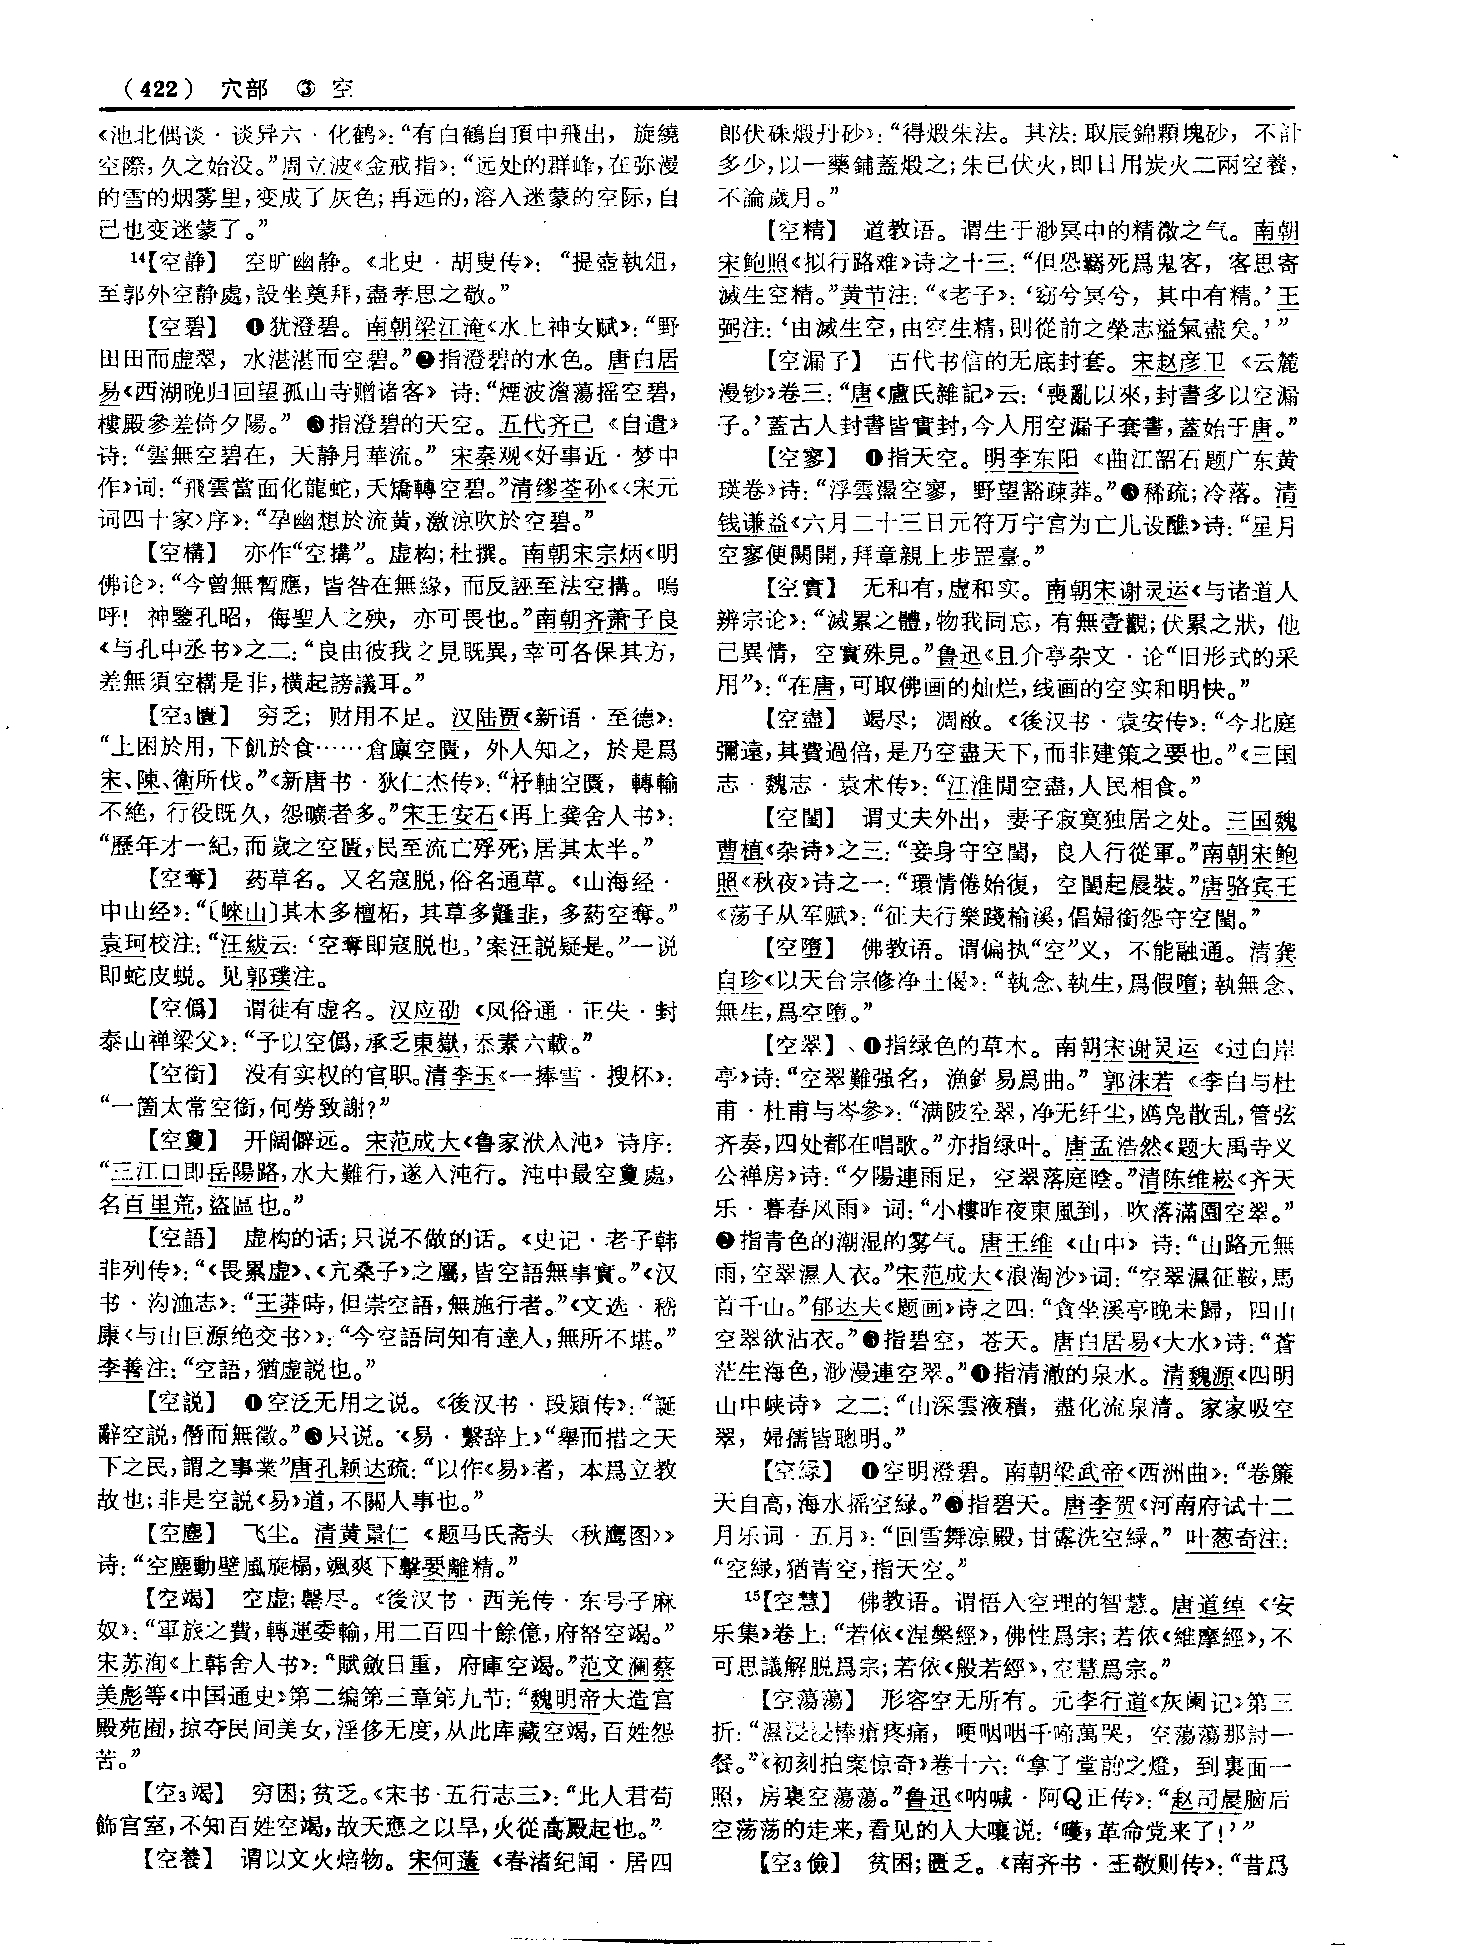 （422） 穴部 ③ 空
《池北偶谈·谈异六·化鹤》：“有白鶴自頂中飛出，旋繞
空際，久之始没。”周立波《金戒指》：“远处的群峰，在弥漫
的雪的烟雾里，变成了灰色；再远的，溶入迷蒙的空际，自
己也变迷蒙了。”
14【空静】 空旷幽静。《北史·胡叟传》：“提壺執俎，
至郭外空静處，設坐奠拜，盡孝思之敬。”
【空碧】 ❶犹澄碧。南朝梁江淹《水上神女赋》：“野
田田而虚翠，水湛湛而空碧。”❷指澄碧的水色。唐白居
易《西湖晚归回望孤山寺赠诸客》诗：“煙波澹蕩摇空碧，
樓殿參差倚夕陽。” ❸指澄碧的天空。五代齐己《自遣》
诗：“雲無空碧在，天静月華流。” 宋秦观《好事近·梦中
作》词：“飛雲當面化龍蛇，夭矯轉空碧。”清缪荃孙《〈宋元
词四十家〉序》：“孕幽想於流黄，激涼吹於空碧。”
【空構】 亦作“空搆”。虚构；杜撰。南朝宋宗炳《明
佛论》：“今曾無暫應，皆咎在無緣，而反誣至法空搆。嗚
呼！神鑒孔昭，侮聖人之殃，亦可畏也。”南朝齐萧子良
《与孔中丞书》之二：“良由彼我之見既異，幸可各保其方，
差無須空構是非，横起謗議耳。”
【空3匱】 穷乏；财用不足。汉陆贾《新语·至德》：
“上困於用，下飢於食……倉廪空匱，外人知之，於是爲
宋、陳、衛所伐。”《新唐书·狄仁杰传》：“杼軸空匱，轉輸
不絶，行役既久，怨曠者多。”宋王安石《再上龚舍人书》：
“歷年才一紀，而歲之空匱，民至流亡殍死，居其太半。”
【空奪】 药草名。又名寇脱，俗名通草。《山海经·
中山经》：“〔崍山〕其木多檀柘，其草多䪥韭，多葯空奪。”
袁珂校注：“汪紱云：‘空奪即寇脱也。’案汪説疑是。”一说
即蛇皮蜕。见郭璞注。
【空僞】 谓徒有虚名。汉应劭《风俗通·正失·封
泰山禅梁父》：“予以空僞，承乏東嶽，忝素六載。”
【空銜】 没有实权的官职。清李玉《一捧雪·搜杯》：
“一箇太常空銜，何勞致謝？”
【空敻】 开阔僻远。宋范成大《鲁家洑入沌》诗序：
“三江口即岳陽路，水大難行，遂入沌行。沌中最空敻處，
名百里荒，盜區也。”
【空語】 虚构的话；只说不做的话。《史记·老子韩
非列传》：“《畏累虚》、《亢桑子》之屬，皆空語無事實。”《汉
书·沟洫志》：“王莽時，但崇空語，無施行者。”《文选·嵇
康〈与山巨源绝交书〉》：“今空語同知有達人，無所不堪。”
李善注：“空語，猶虚説也。”
【空説】 ❶空泛无用之说。《後汉书·段熲传》：“誕
辭空説，僭而無徵。”❷只说。《易·繫辞上》“舉而措之天
下之民，謂之事業”唐孔颖达疏：“以作《易》者，本爲立教
故也；非是空説《易》道，不關人事也。”
【空塵】 飞尘。清黄景仁《题马氏斋头〈秋鹰图〉》
诗：“空塵動壁風旋榻，颯爽下擊要離精。”
【空竭】 空虚；罄尽。《後汉书·西羌传·东号子麻
奴》：“軍旅之費，轉運委輸，用二百四十餘億，府帑空竭。”
宋苏洵《上韩舍人书》：“賦斂日重，府庫空竭。”范文澜蔡
美彪等《中国通史》第二编第三章第九节：“魏明帝大造宫
殿苑囿，掠夺民间美女，淫侈无度，从此库藏空竭，百姓怨
苦。”
【空3竭】 穷困；贫乏。《宋书·五行志三》：“此人君苟
飾宫室，不知百姓空竭，故天應之以旱，火從高殿起也。”
【空養】 谓以文火焙物。宋何薳《春渚纪闻·居四
郎伏硃煅丹砂》：“得煅朱法。其法：取辰錦顆塊砂，不計
多少，以一藥鋪蓋煅之；朱已伏火，即日用炭火二兩空養，
不論歲月。”
【空精】 道教语。谓生于渺冥中的精微之气。南朝
宋鲍照《拟行路难》诗之十三：“但恐羈死爲鬼客，客思寄
滅生空精。”黄节注：“《老子》：‘窈兮冥兮，其中有精。’王
弼注：‘由滅生空，由空生精，則從前之榮志溢氣盡矣。’”
【空漏子】 古代书信的无底封套。宋赵彦卫《云麓
漫钞》卷三：“唐《盧氏雜記》云：‘喪亂以來，封書多以空漏
子。’蓋古人封書皆實封，今人用空漏子套書，蓋始于唐。”
【空寥】 ❶指天空。明李东阳《曲江韶石题广东黄
瑛卷》诗：“浮雲盪空寥，野望豁疎莽。”❷稀疏；冷落。清
钱谦益《六月二十三日元符万宁宫为亡儿设醮》诗：“星月
空寥便闢開，拜章親上步罡臺。”
【空實】 无和有，虚和实。南朝宋谢灵运《与诸道人
辨宗论》：“滅累之體，物我同忘，有無壹觀；伏累之狀，他
己異情，空實殊見。”鲁迅《且介亭杂文·论“旧形式的采
用”》：“在唐，可取佛画的灿烂，线画的空实和明快。”
【空盡】 竭尽；凋敝。《後汉书·袁安传》：“今北庭
彌遠，其費過倍，是乃空盡天下，而非建策之要也。”《三国
志·魏志·袁术传》：“江淮間空盡，人民相食。”
【空閨】 谓丈夫外出，妻子寂寞独居之处。三国魏
曹植《杂诗》之三：“妾身守空閨，良人行從軍。”南朝宋鲍
照《秋夜》诗之一：“環情倦始復，空閨起晨裝。”唐骆宾王
《荡子从军赋》：“征夫行樂踐榆溪，倡婦銜怨守空閨。”
【空墮】 佛教语。谓偏执“空”义，不能融通。清龚
自珍《以天台宗修净土偈》：“執念、執生，爲假墮；執無念、
無生，爲空墮。”
【空翠】、❶指绿色的草木。南朝宋谢灵运《过白岸
亭》诗：“空翠難强名，漁釣易爲曲。” 郭沫若《李白与杜
甫·杜甫与岑参》：“满陂空翠，净无纤尘，鸥凫散乱，管弦
齐奏，四处都在唱歌。”亦指绿叶。唐孟浩然《题大禹寺义
公禅房》诗：“夕陽連雨足，空翠落庭陰。”清陈维崧《齐天
乐·暮春风雨》词：“小樓昨夜東風到，吹落滿園空翠。”
❷指青色的潮湿的雾气。唐王维《山中》诗：“山路元無
雨，空翠濕人衣。”宋范成大《浪淘沙》词：“空翠濕征鞍，馬
首千山。”郁达夫《题画》诗之四：“貪坐溪亭晚未歸，四山
空翠欲沾衣。”❸指碧空，苍天。唐白居易《大水》诗：“蒼
茫生海色，渺漫連空翠。”❹指清澈的泉水。清魏源《四明
山中峡诗》之二：“山深雲液積，盡化流泉清。家家吸空
翠，婦孺皆聰明。”
【空緑】 ❶空明澄碧。南朝梁武帝《西洲曲》：“卷簾
天自高，海水摇空緑。”❷指碧天。唐李贺《河南府试十二
月乐词·五月》：“回雪舞凉殿，甘露洗空緑。” 叶葱奇注：
“空緑，猶青空，指天空。”
15【空慧】 佛教语。谓悟入空理的智慧。唐道绰《安
乐集》卷上：“若依《涅槃經》，佛性爲宗；若依《維摩經》，不
可思議解脱爲宗；若依《般若經》，空慧爲宗。”
【空蕩蕩】 形容空无所有。元李行道《灰阑记》第三
折：“濕浸浸棒瘡疼痛，哽咽咽千啼萬哭，空蕩蕩那討一
餐。”《初刻拍案惊奇》卷十六：“拿了堂前之燈，到裏面一
照，房裏空蕩蕩。”鲁迅《呐喊·阿Q正传》：“赵司晨脑后
空荡荡的走来，看见的人大嚷说：‘嚄，革命党来了！’”
【空3儉】 贫困；匮乏。《南齐书·王敬则传》：“昔爲